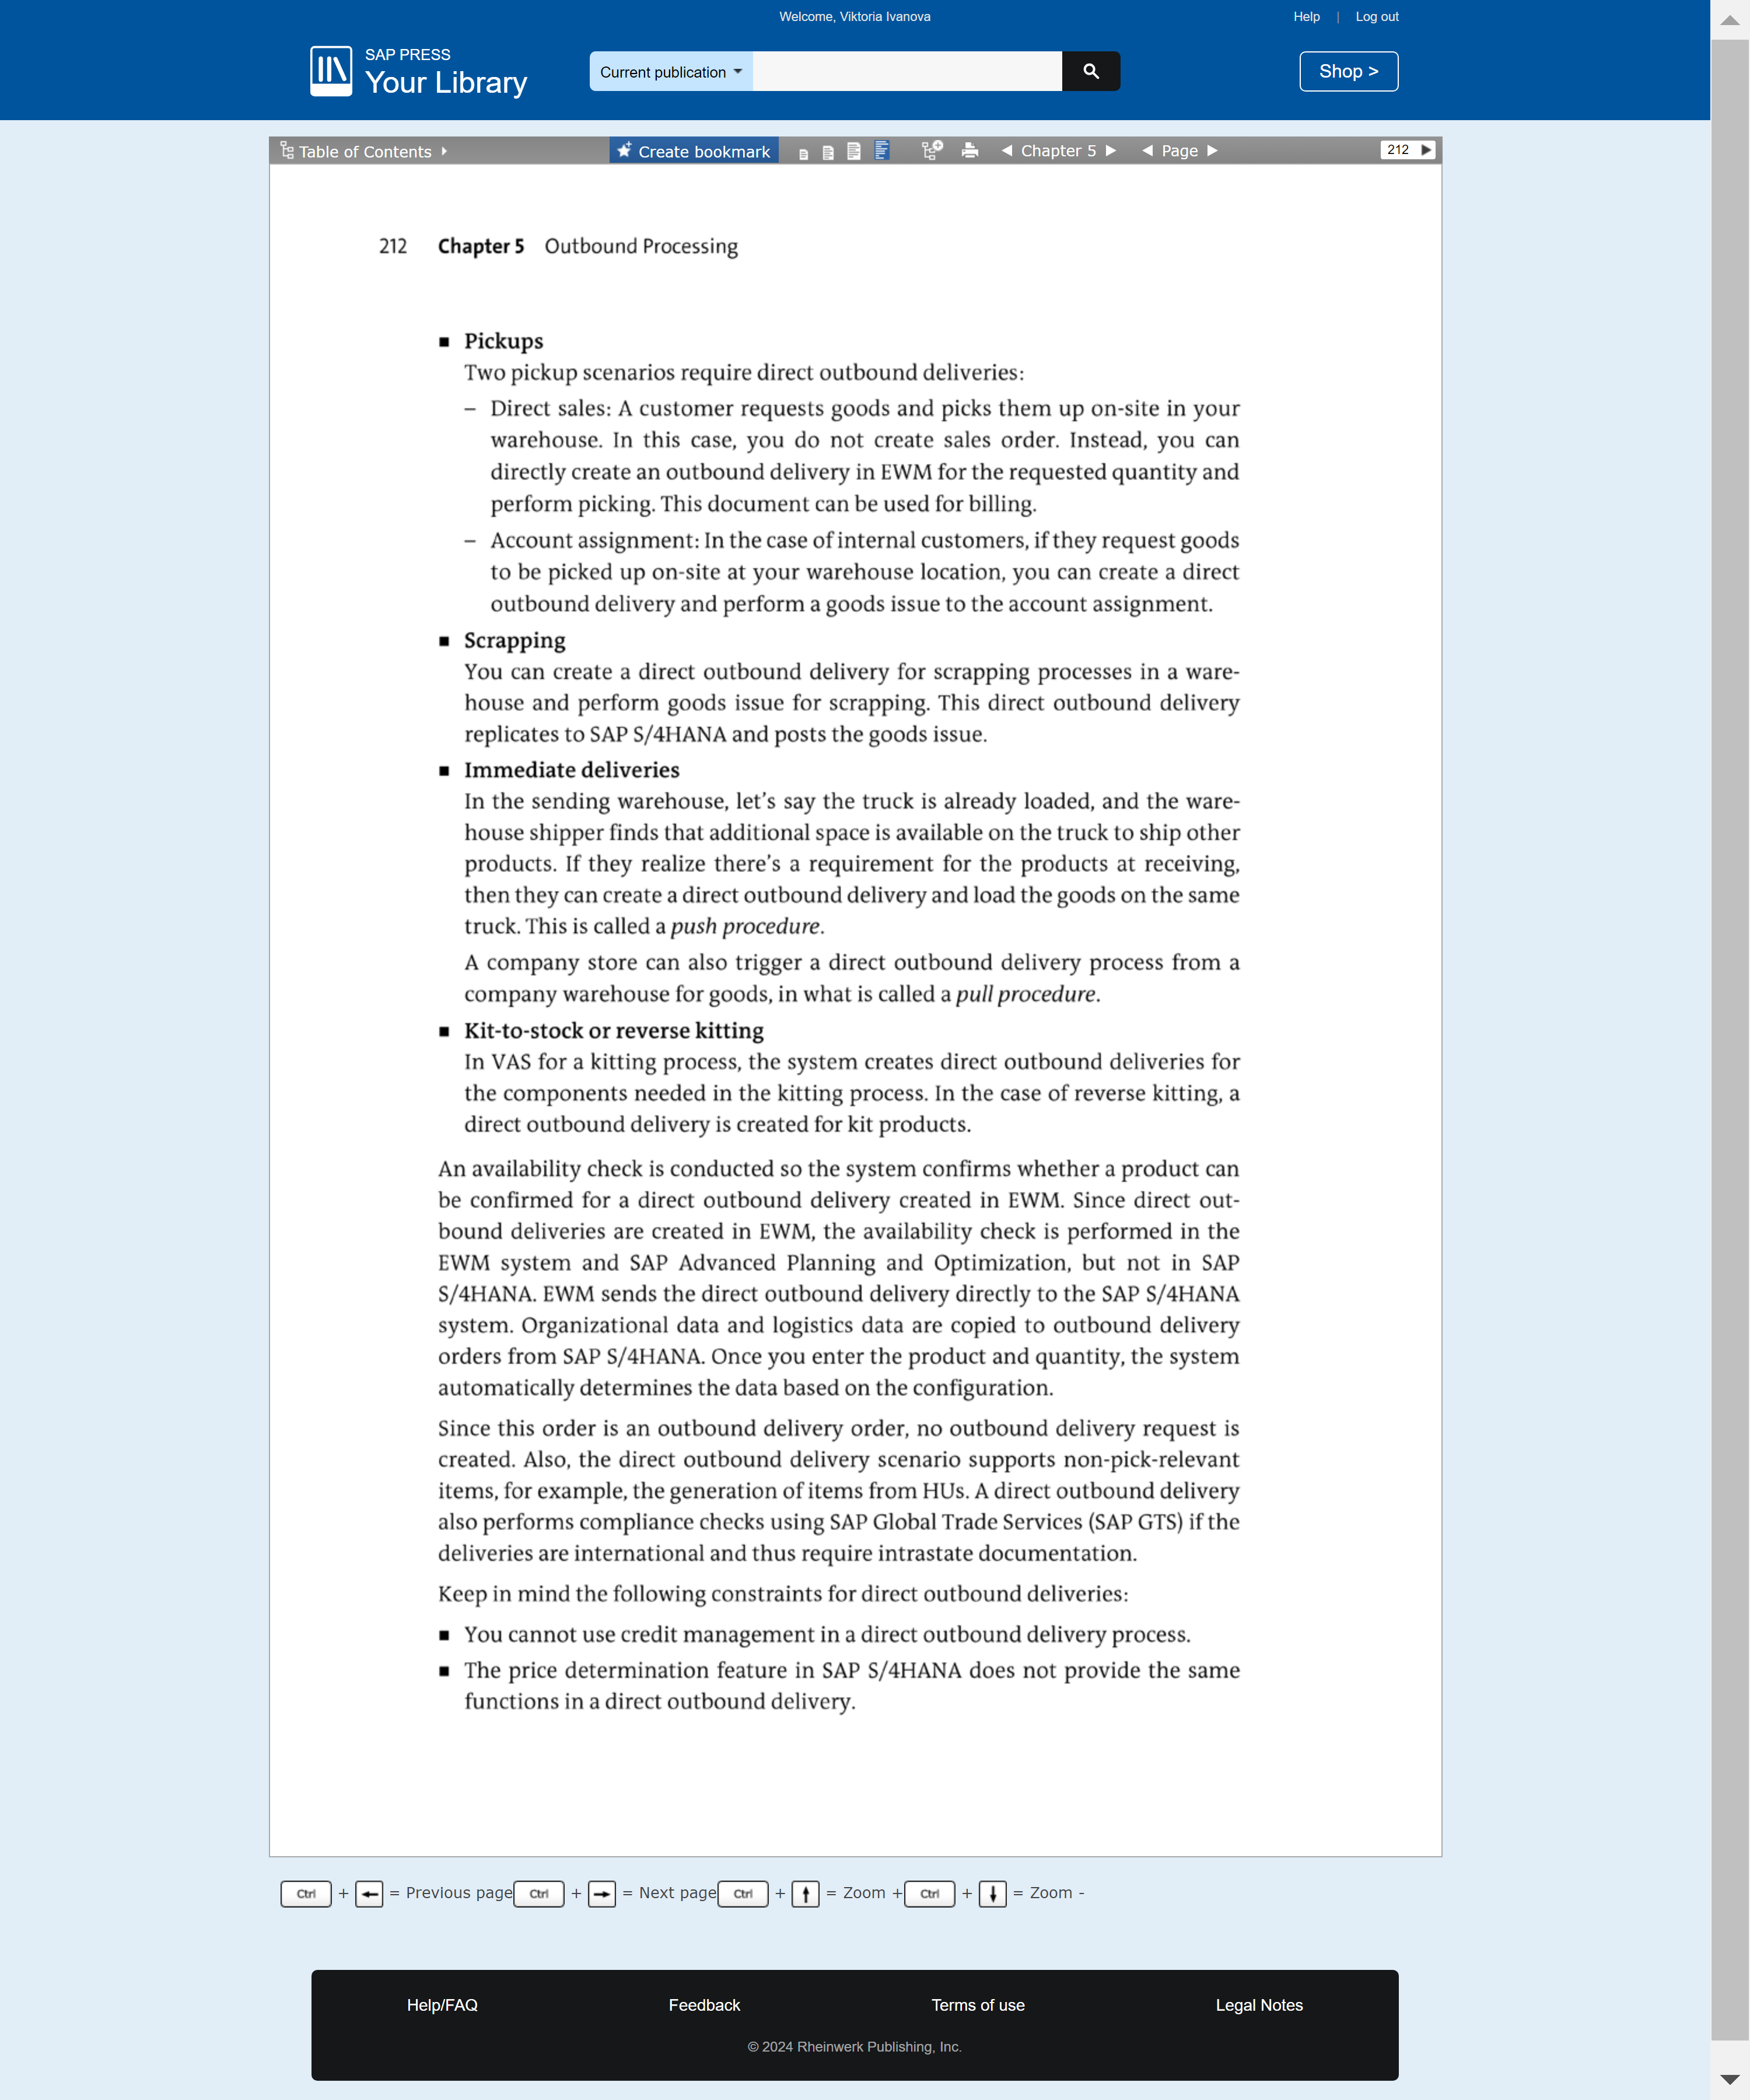 Welcome, Viktoria Ivanova
Help | Log out
SAP PRESS
Your Library
Current publication
Shop >
Table of Contents
Create bookmark
Chapter 5
Page
212
212 Chapter 5 Outbound Processing
■ Pickups
Two pickup scenarios require direct outbound deliveries:
– Direct sales: A customer requests goods and picks them up on-site in your
warehouse. In this case, you do not create sales order. Instead, you can
directly create an outbound delivery in EWM for the requested quantity and
perform picking. This document can be used for billing.
– Account assignment: In the case of internal customers, if they request goods
to be picked up on-site at your warehouse location, you can create a direct
outbound delivery and perform a goods issue to the account assignment.
■ Scrapping
You can create a direct outbound delivery for scrapping processes in a ware-
house and perform goods issue for scrapping. This direct outbound delivery
replicates to SAP S/4HANA and posts the goods issue.
■ Immediate deliveries
In the sending warehouse, let's say the truck is already loaded, and the ware-
house shipper finds that additional space is available on the truck to ship other
products. If they realize there's a requirement for the products at receiving,
then they can create a direct outbound delivery and load the goods on the same
truck. This is called a push procedure.
A company store can also trigger a direct outbound delivery process from a
company warehouse for goods, in what is called a pull procedure.
■ Kit-to-stock or reverse kitting
In VAS for a kitting process, the system creates direct outbound deliveries for
the components needed in the kitting process. In the case of reverse kitting, a
direct outbound delivery is created for kit products.
An availability check is conducted so the system confirms whether a product can
be confirmed for a direct outbound delivery created in EWM. Since direct out-
bound deliveries are created in EWM, the availability check is performed in the
EWM system and SAP Advanced Planning and Optimization, but not in SAP
S/4HANA. EWM sends the direct outbound delivery directly to the SAP S/4HANA
system. Organizational data and logistics data are copied to outbound delivery
orders from SAP S/4HANA. Once you enter the product and quantity, the system
automatically determines the data based on the configuration.
Since this order is an outbound delivery order, no outbound delivery request is
created. Also, the direct outbound delivery scenario supports non-pick-relevant
items, for example, the generation of items from HUs. A direct outbound delivery
also performs compliance checks using SAP Global Trade Services (SAP GTS) if the
deliveries are international and thus require intrastate documentation.
Keep in mind the following constraints for direct outbound deliveries:
■ You cannot use credit management in a direct outbound delivery process.
■ The price determination feature in SAP S/4HANA does not provide the same
functions in a direct outbound delivery.
Ctrl + ← = Previous page Ctrl + → = Next page Ctrl + ↑ = Zoom + Ctrl + ↓ = Zoom -
Help/FAQ Feedback Terms of use Legal Notes
© 2024 Rheinwerk Publishing, Inc.